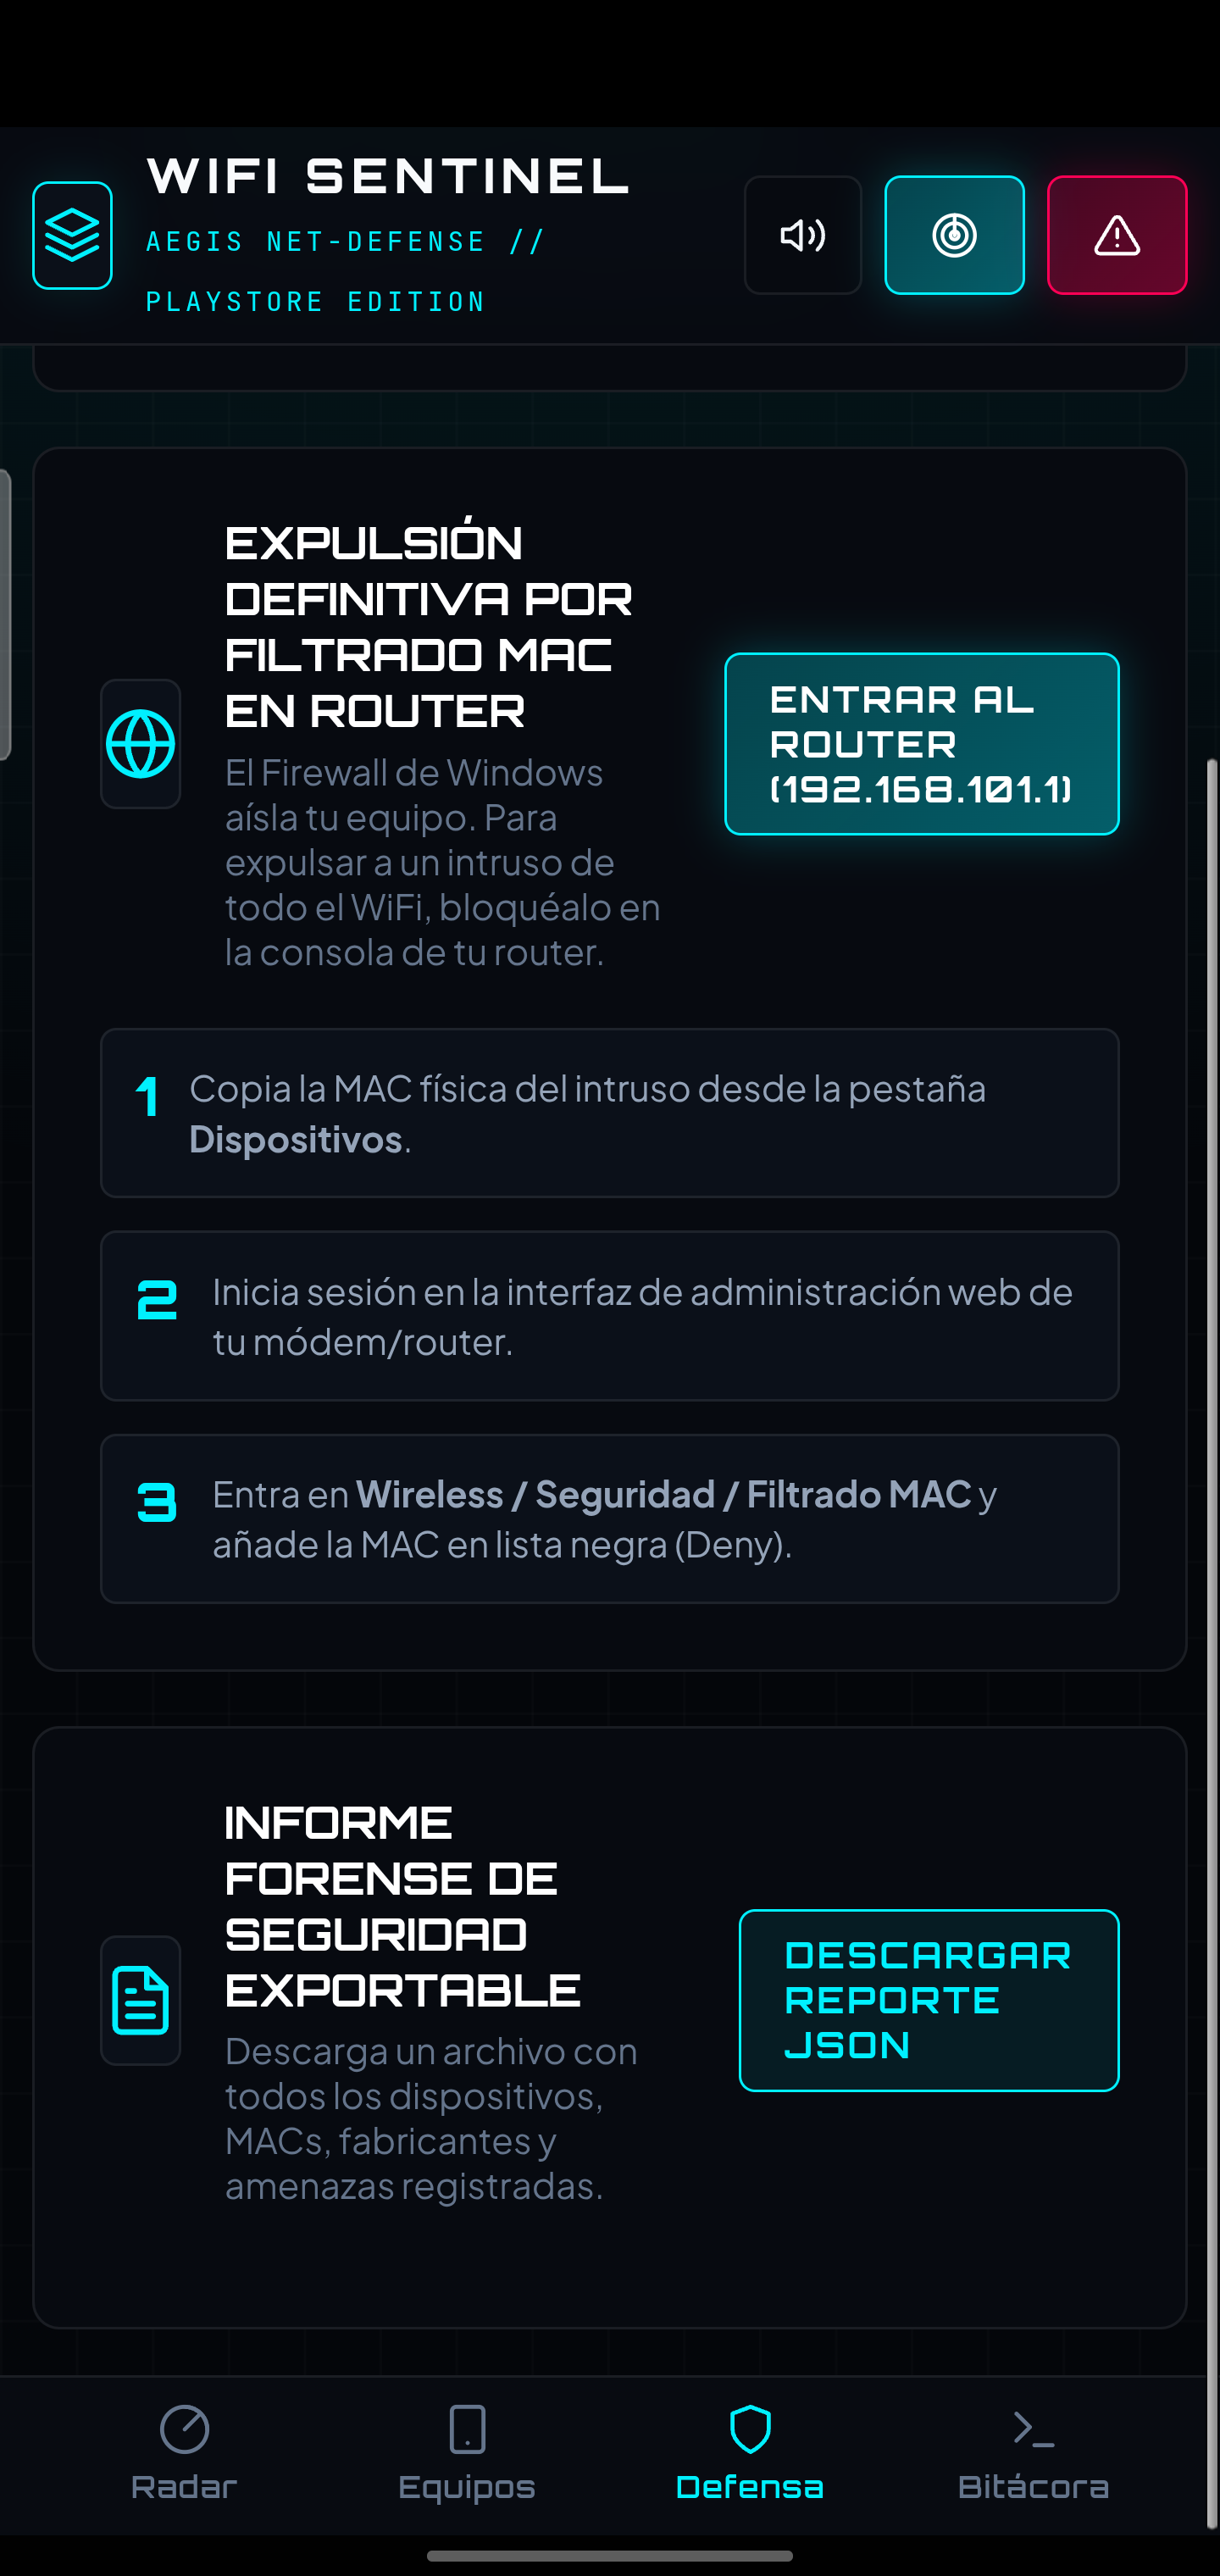 WIFI SENTINEL
AEGIS NET-DEFENSE //
PLAYSTORE EDITION
EXPULSIÓN
DEFINITIVA POR
FILTRADO MAC
EN ROUTER
El Firewall de Windows
aísla tu equipo. Para
expulsar a un intruso de
todo el WiFi, bloquéalo en
la consola de tu router.
ENTRAR AL
ROUTER
(192.168.101.1)
1 Copia la MAC física del intruso desde la pestaña
Dispositivos.
2 Inicia sesión en la interfaz de administración web de
tu módem/router.
3 Entra en Wireless / Seguridad / Filtrado MAC y
añade la MAC en lista negra (Deny).
INFORME
FORENSE DE
SEGURIDAD
EXPORTABLE
Descarga un archivo con
todos los dispositivos,
MACs, fabricantes y
amenazas registradas.
DESCARGAR
REPORTE
JSON
Radar
Equipos
Defensa
Bitácora